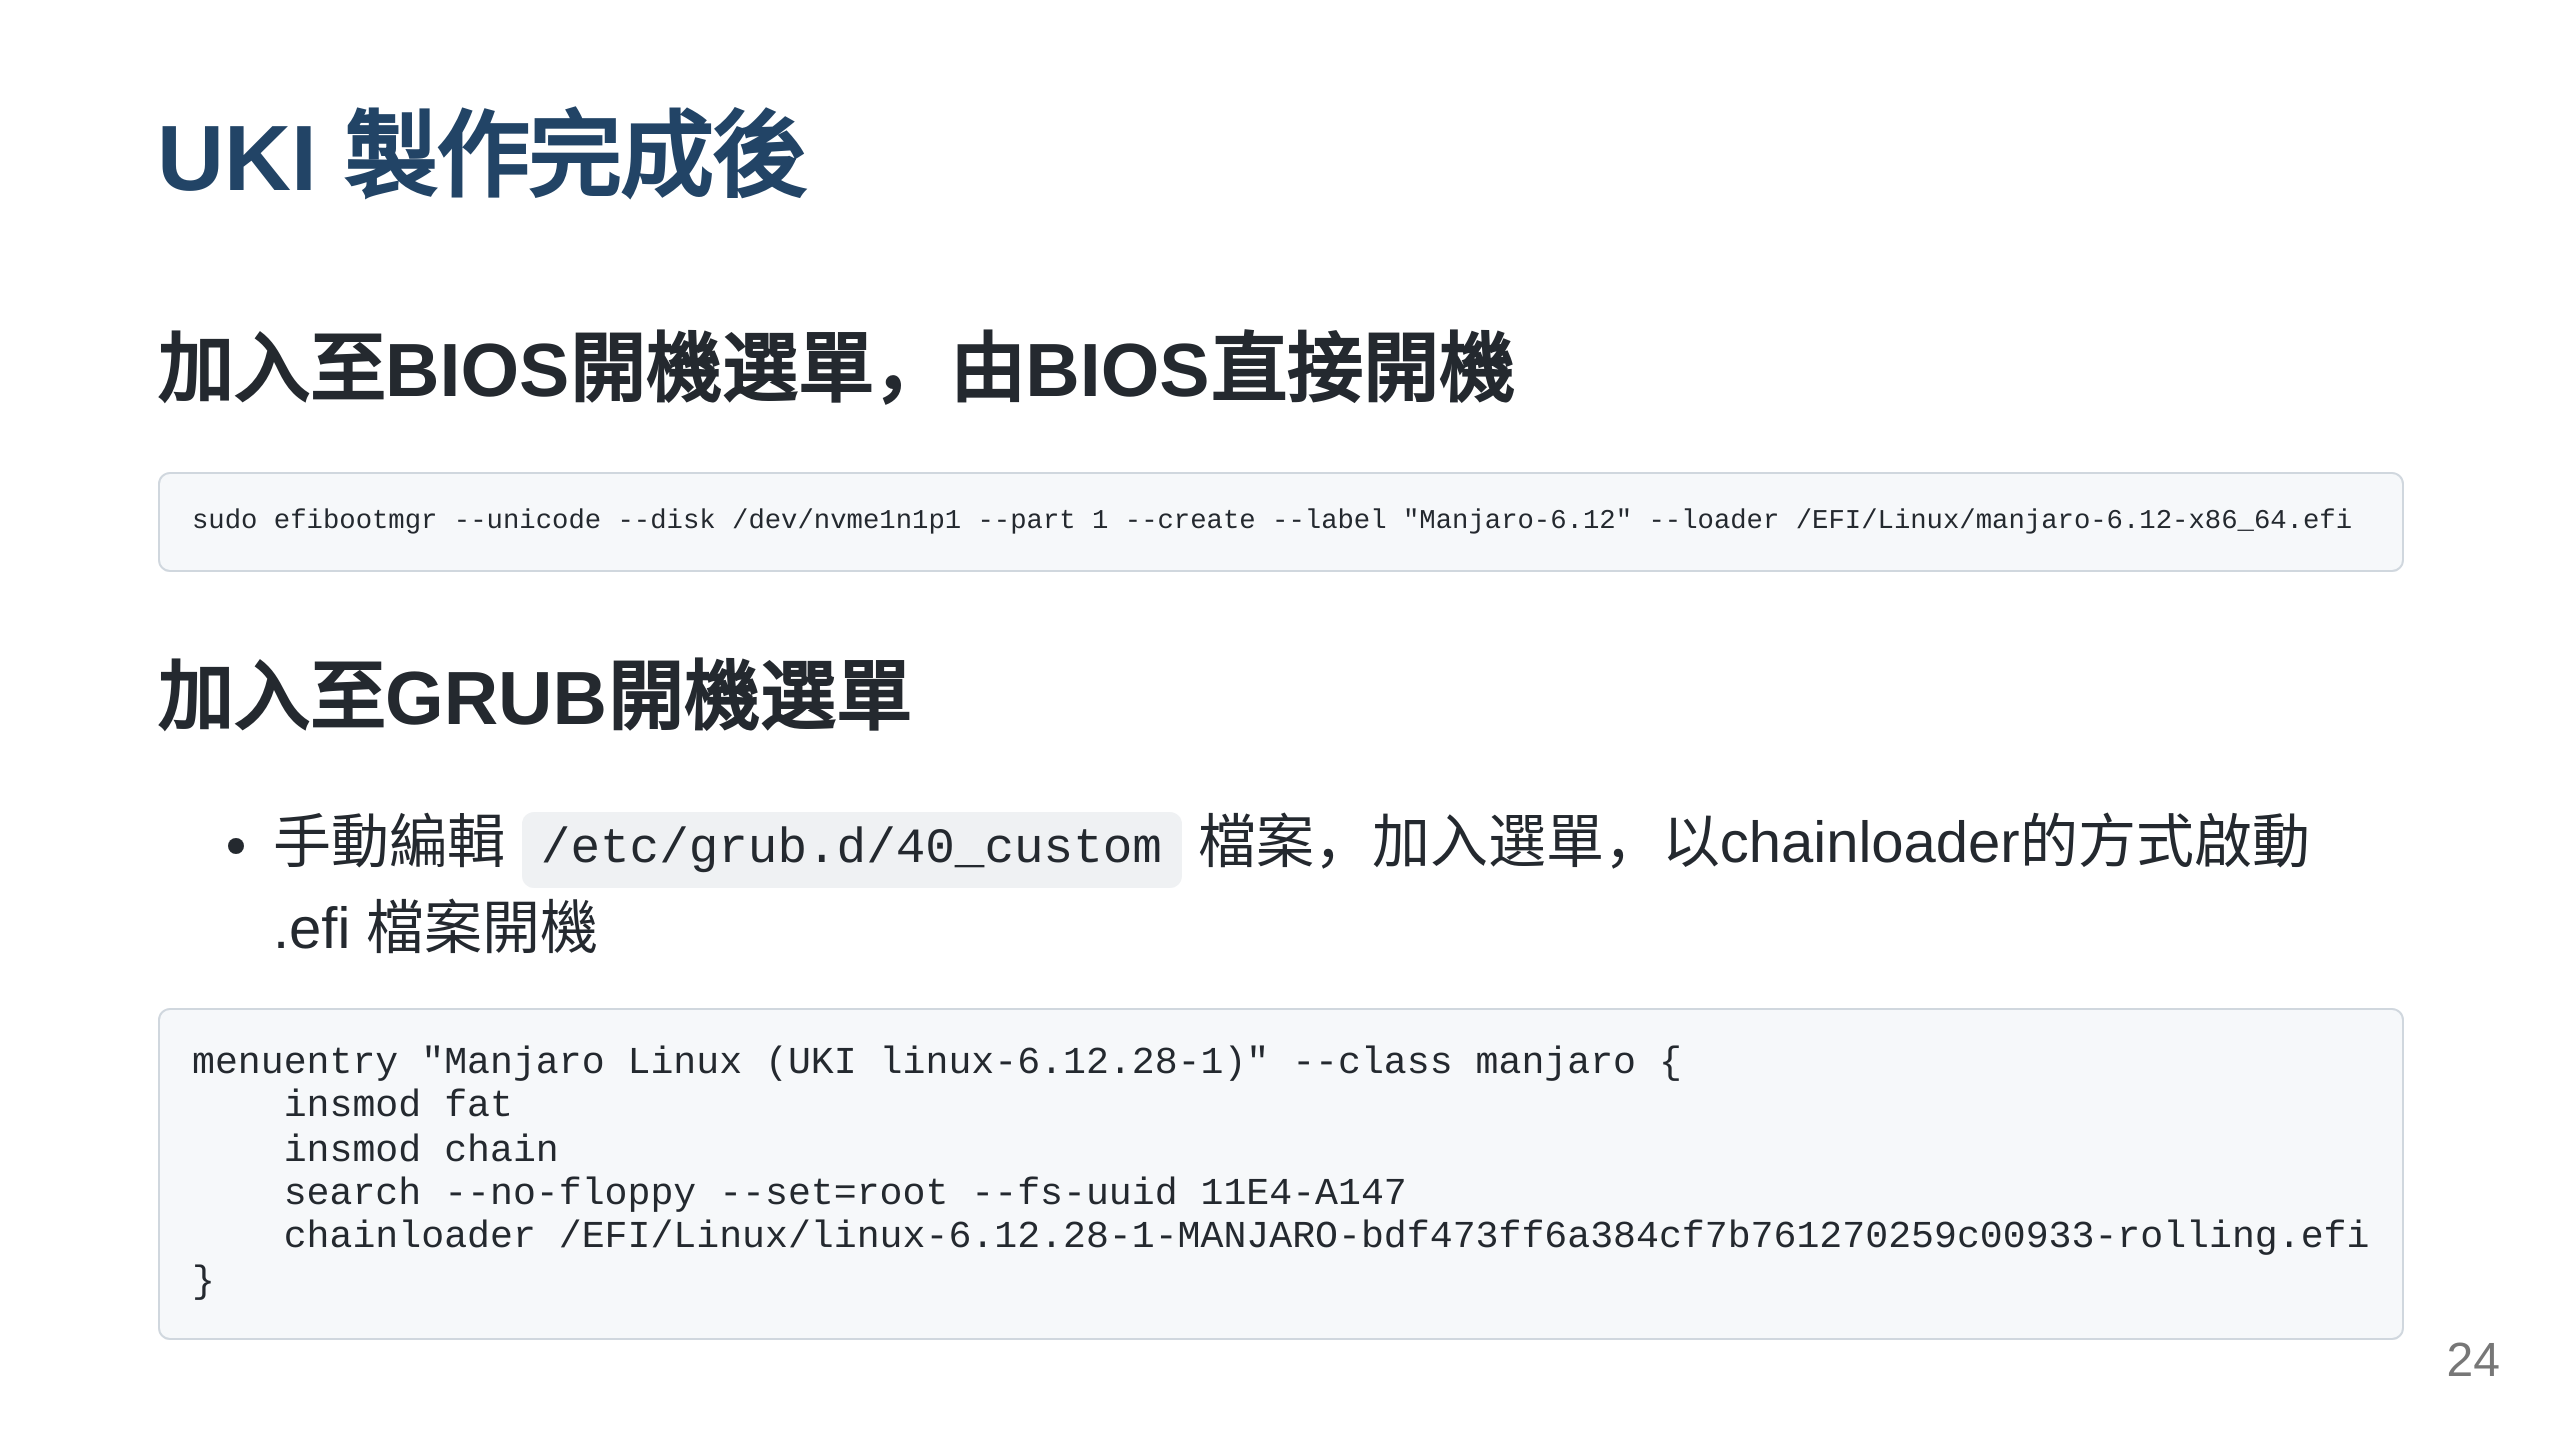 UKI 製作完成後
加入至BIOS開機選單，由BIOS直接開機
sudo efibootmgr --unicode --disk /dev/nvme1n1p1 --part 1 --create --label "Manjaro-6.12" --loader /EFI/Linux/manjaro-6.12-x86_64.efi
加入至GRUB開機選單
• 手動編輯 /etc/grub.d/40_custom 檔案，加入選單，以chainloader的方式啟動
.efi 檔案開機
menuentry "Manjaro Linux (UKI linux-6.12.28-1)" --class manjaro {
    insmod fat
    insmod chain
    search --no-floppy --set=root --fs-uuid 11E4-A147
    chainloader /EFI/Linux/linux-6.12.28-1-MANJARO-bdf473ff6a384cf7b761270259c00933-rolling.efi
}
24